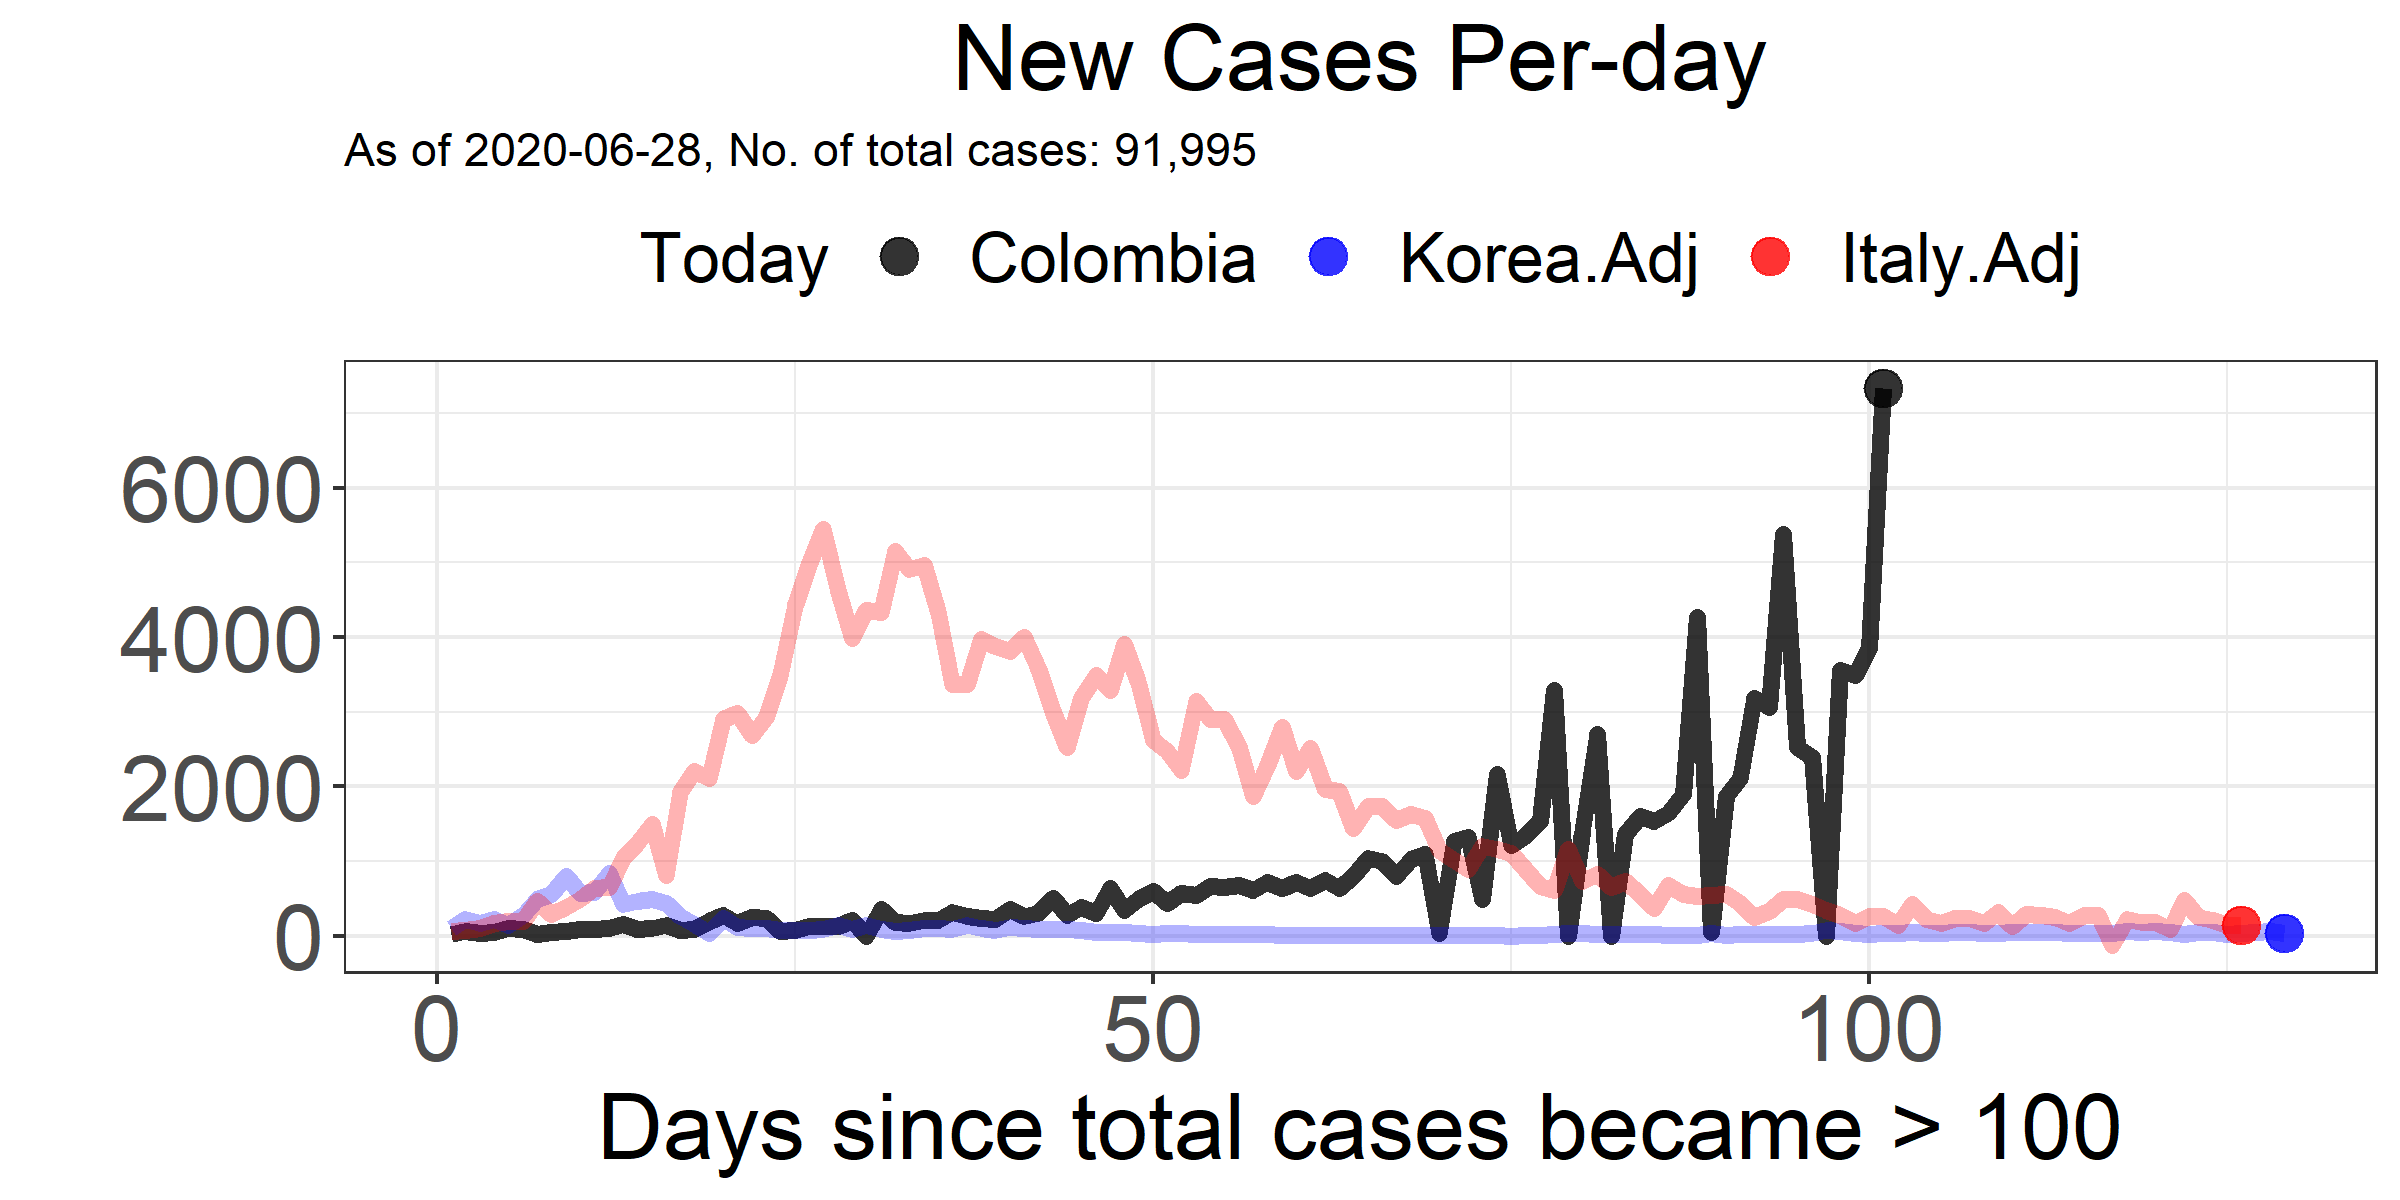 New Cases Per-day
As of 2020-06-28, No. of total cases: 91,995
Today Colombia Korea.Adj Italy.Adj
6000
4000
2000
0
0 50 100
Days since total cases became > 100